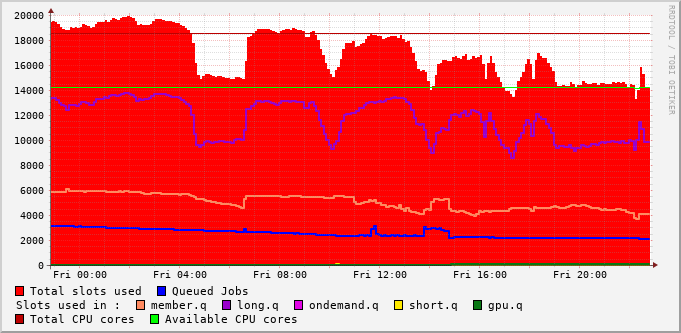 RRDTOOL / TOBI OETIKER
20000
18000
16000
14000
12000
10000
8000
6000
4000
2000
0
Fri 00:00 Fri 04:00 Fri 08:00 Fri 12:00 Fri 16:00 Fri 20:00
Total slots used Queued Jobs
Slots used in : member.q long.q ondemand.q short.q gpu.q
Total CPU cores Available CPU cores